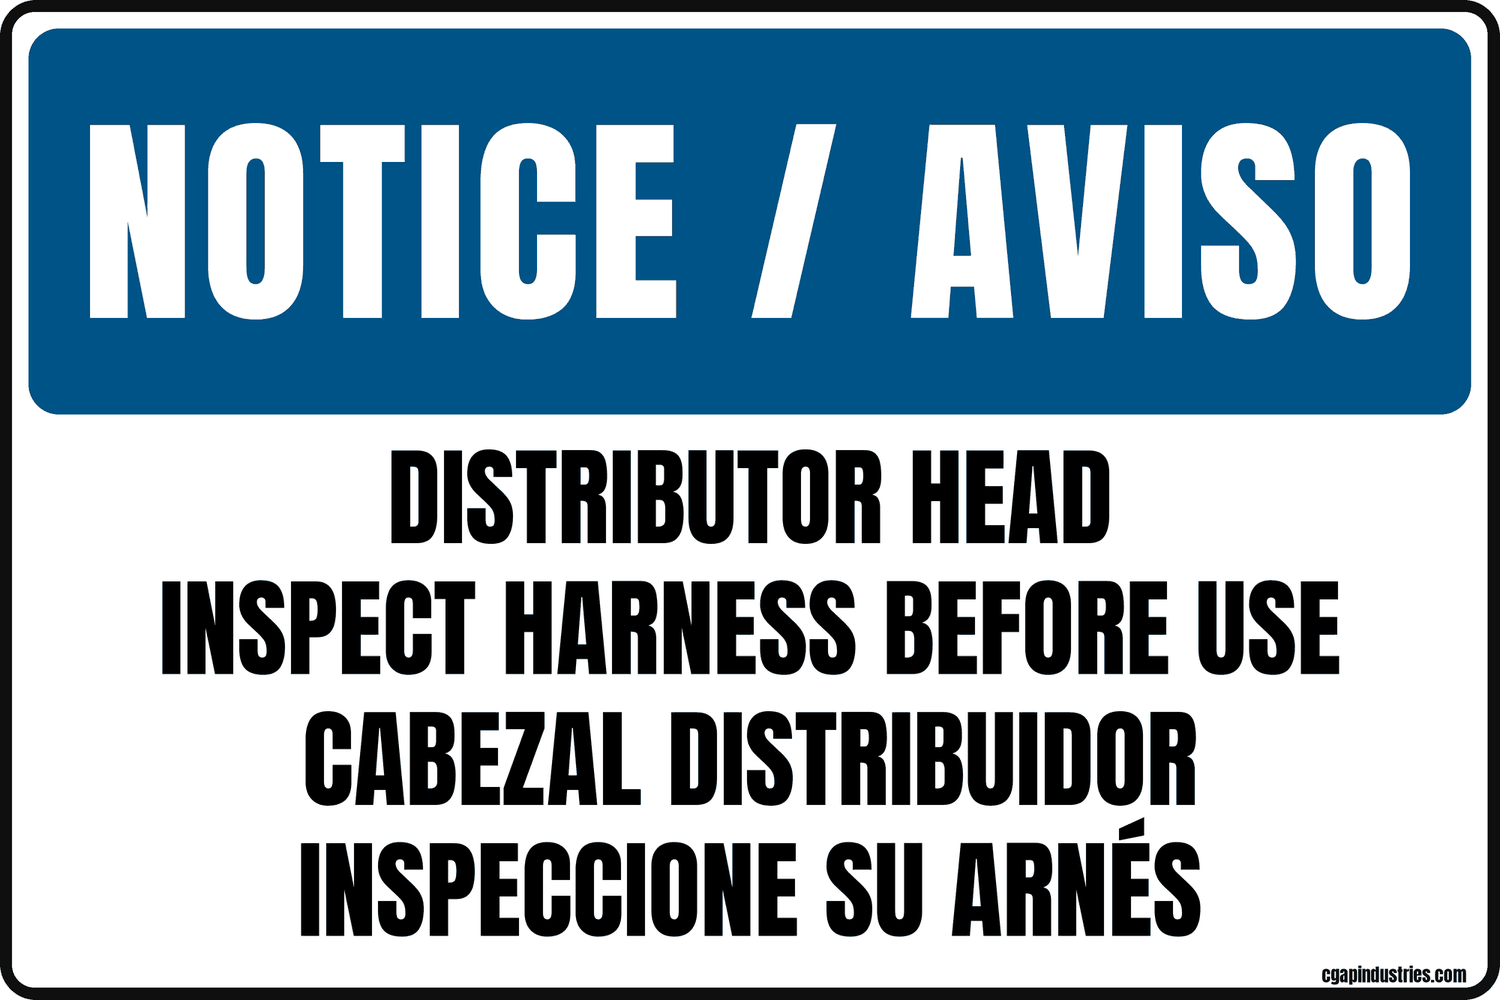 NOTICE / AVISO
DISTRIBUTOR HEAD
INSPECT HARNESS BEFORE USE
CABEZAL DISTRIBUIDOR
INSPECCIONE SU ARNÉS
cgapindustries.com